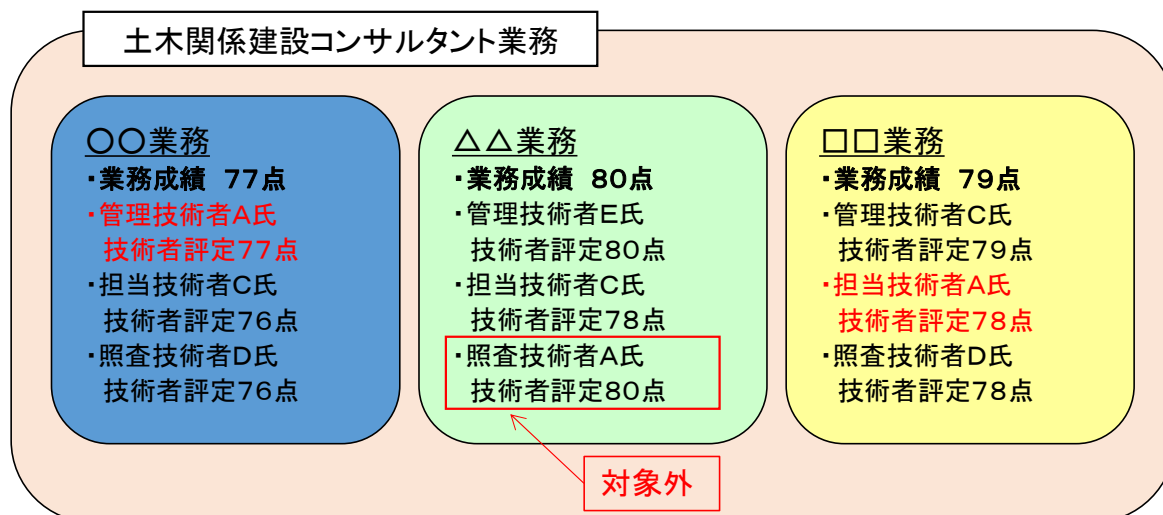 土木関係建設コンサルタント業務
○○業務
・業務成績 77点
・管理技術者A氏
技術者評定77点
・担当技術者C氏
技術者評定76点
・照査技術者D氏
技術者評定76点
△△業務
・業務成績 80点
・管理技術者E氏
技術者評定80点
・担当技術者C氏
技術者評定78点
・照査技術者A氏
技術者評定80点
□□業務
・業務成績 79点
・管理技術者C氏
技術者評定79点
・担当技術者A氏
技術者評定78点
・照査技術者D氏
技術者評定78点
対象外